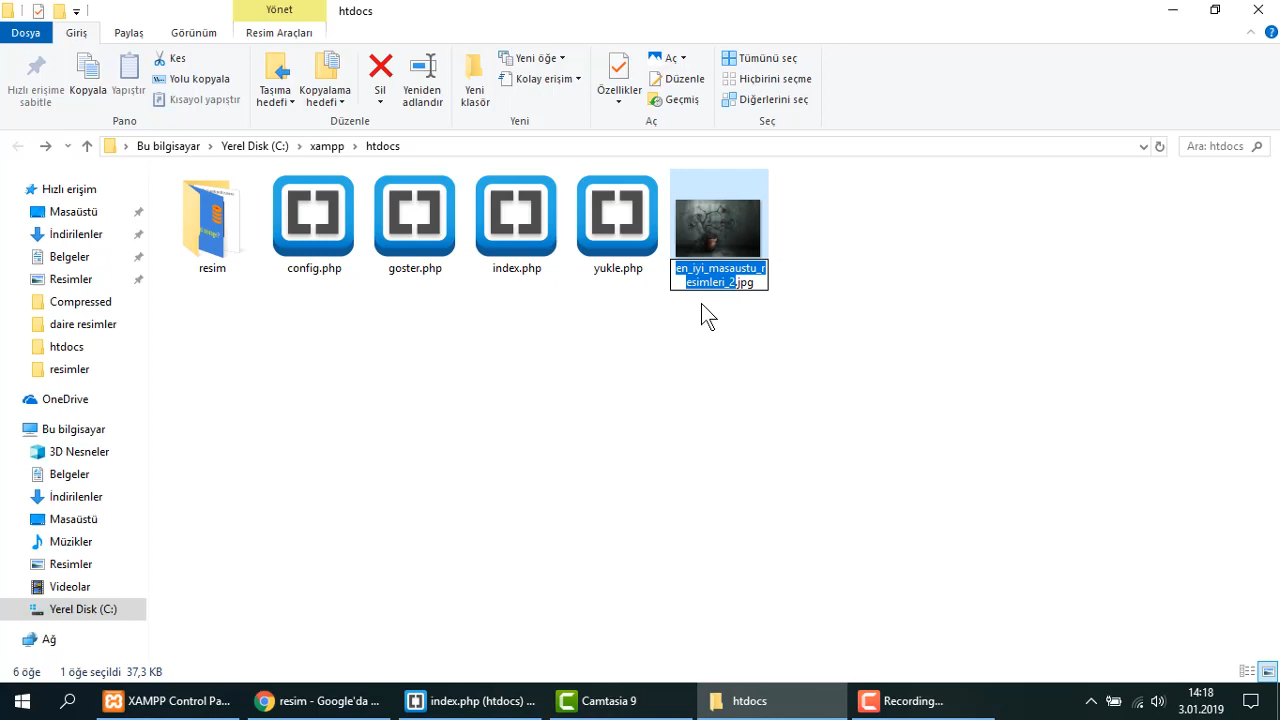 Yönet
htdocs
Dosya
Giriş
Paylaş
Görünüm
Resim Araçları
Hızlı erişime sabitle
Kopyala
Yapıştır
Kes
Yolu kopyala
Kısayol yapıştır
Pano
Taşıma hedefi
Kopyalama hedefi
Sil
Yeniden adlandır
Düzenle
Yeni klasör
Yeni öğe
Kolay erişim
Yeni
Özellikler
Aç
Düzenle
Geçmiş
Aç
Tümünü seç
Hiçbirini seçme
Diğerlerini seç
Seç
Bu bilgisayar
Yerel Disk (C:)
xampp
htdocs
Ara: htdocs
Hızlı erişim
Masaüstü
İndirilenler
Belgeler
Resimler
Compressed
daire resimler
htdocs
resimler
OneDrive
Bu bilgisayar
3D Nesneler
Belgeler
İndirilenler
Masaüstü
Müzikler
Resimler
Videolar
Yerel Disk (C:)
Ağ
resim
config.php
goster.php
index.php
yukle.php
en_iyi_masaustu_r
esimleri_2.jpg
6 öğe
1 öğe seçildi 37,3 KB
XAMPP Control Pa...
resim - Google'da ...
index.php (htdocs) ...
Camtasia 9
htdocs
Recording...
14:18
3.01.2019